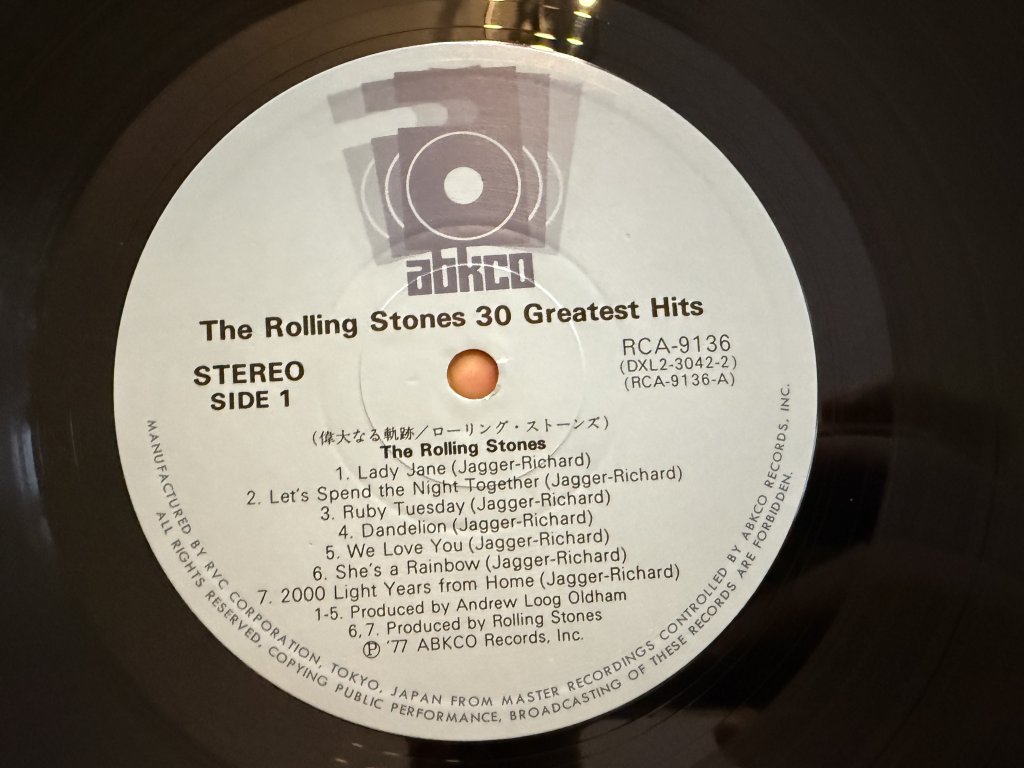 abkco
The Rolling Stones 30 Greatest Hits
STEREO
SIDE 1
RCA-9136
(DXL2-3042-2)
(RCA-9136-A)
(偉大なる軌跡/ローリング・ストーンズ)
The Rolling Stones
1. Lady Jane (Jagger-Richard)
2. Let's Spend the Night Together (Jagger-Richard)
3. Ruby Tuesday (Jagger-Richard)
4. Dandelion (Jagger-Richard)
5. We Love You (Jagger-Richard)
6. She's a Rainbow (Jagger-Richard)
7. 2000 Light Years from Home (Jagger-Richard)
1-5. Produced by Andrew Loog Oldham
6,7. Produced by Rolling Stones
Ⓟ '77 ABKCO Records, Inc.
MANUFACTURED BY RVC CORPORATION, TOKYO, JAPAN FROM MASTER RECORDINGS CONTROLLED BY ABKCO RECORDS, INC.
ALL RIGHTS RESERVED, COPYING PUBLIC PERFORMANCE, BROADCASTING OF THESE RECORDS ARE FORBIDDEN.